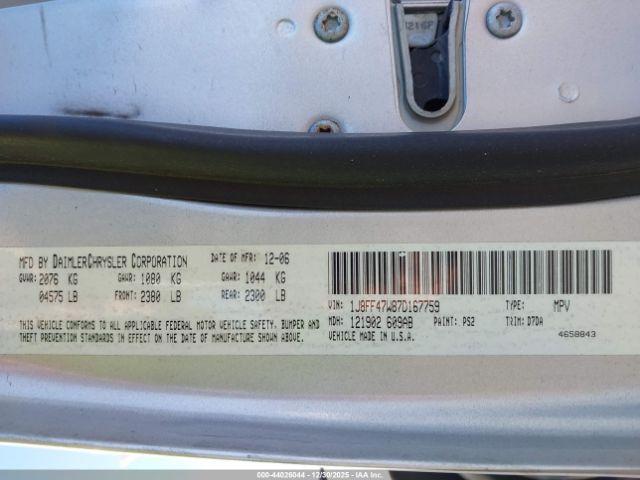 1216P
MFD BY DAIMLERCHRYSLER CORPORATION DATE OF MFR: 12-06
GVWR: 2076 KG GAWR: 1080 KG GAWR: 1044 KG
04575 LB FRONT: 2380 LB REAR: 2300 LB
THIS VEHICLE CONFORMS TO ALL APPLICABLE FEDERAL MOTOR VEHICLE SAFETY, BUMPER AND
THEFT PREVENTION STANDARDS IN EFFECT ON THE DATE OF MANUFACTURE SHOWN ABOVE.
VIN: 1J8FF47W87D167759 TYPE: MPV
MDH: 121902 609AB PAINT: PS2 TRIM: D7DA
VEHICLE MADE IN U.S.A. 4658843
000-44026044 - 12/30/2025 - IAA Inc.